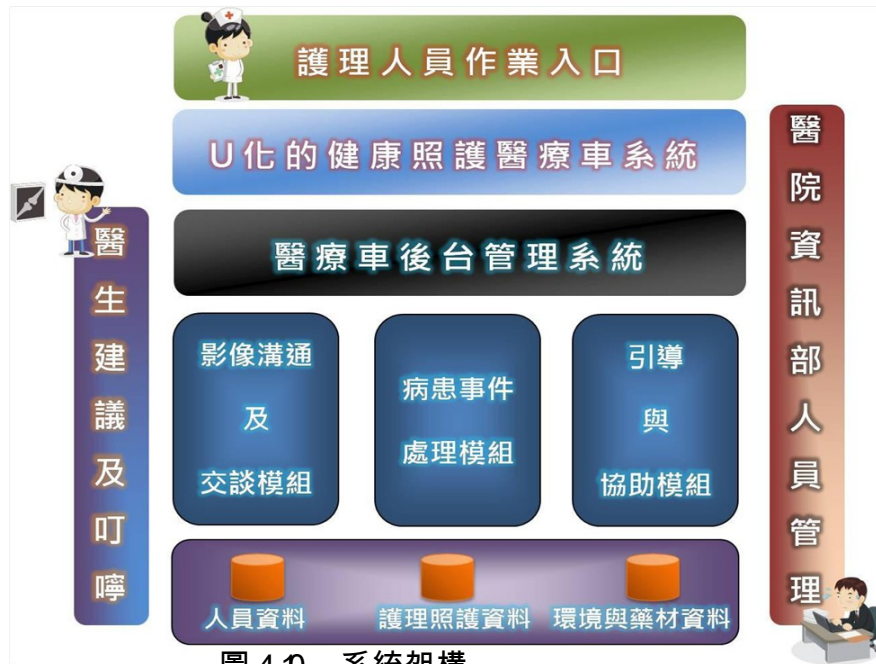 護理人員作業入口
U化的健康照護醫療車系統
醫療車後台管理系統
醫生建議及叮嚀
影像溝通
及
交談模組
病患事件
處理模組
引導
與
協助模組
醫院資訊部人員管理
人員資料
護理照護資料
環境與藥材資料
系統架構